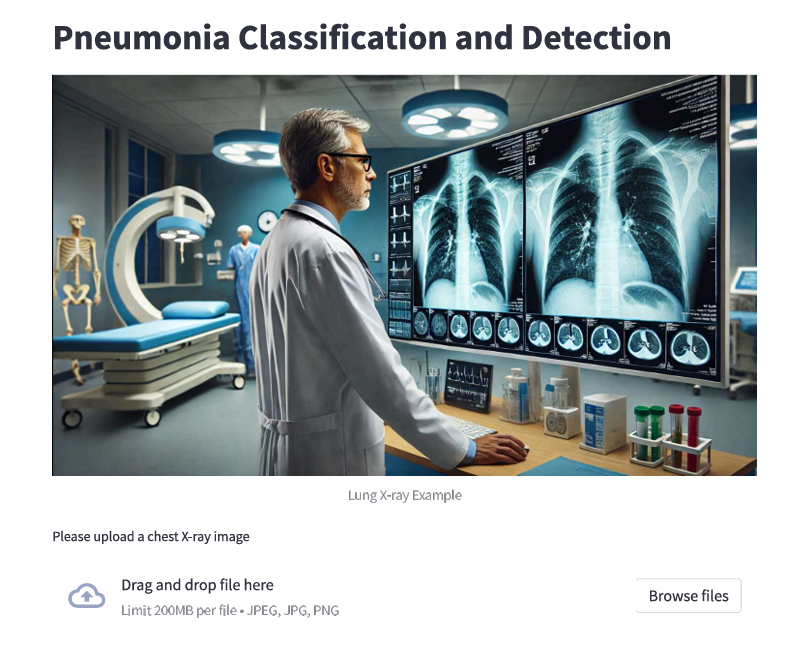 Pneumonia Classification and Detection
Lung X-ray Example
Please upload a chest X-ray image
Drag and drop file here
Limit 200MB per file • JPEG, JPG, PNG
Browse files